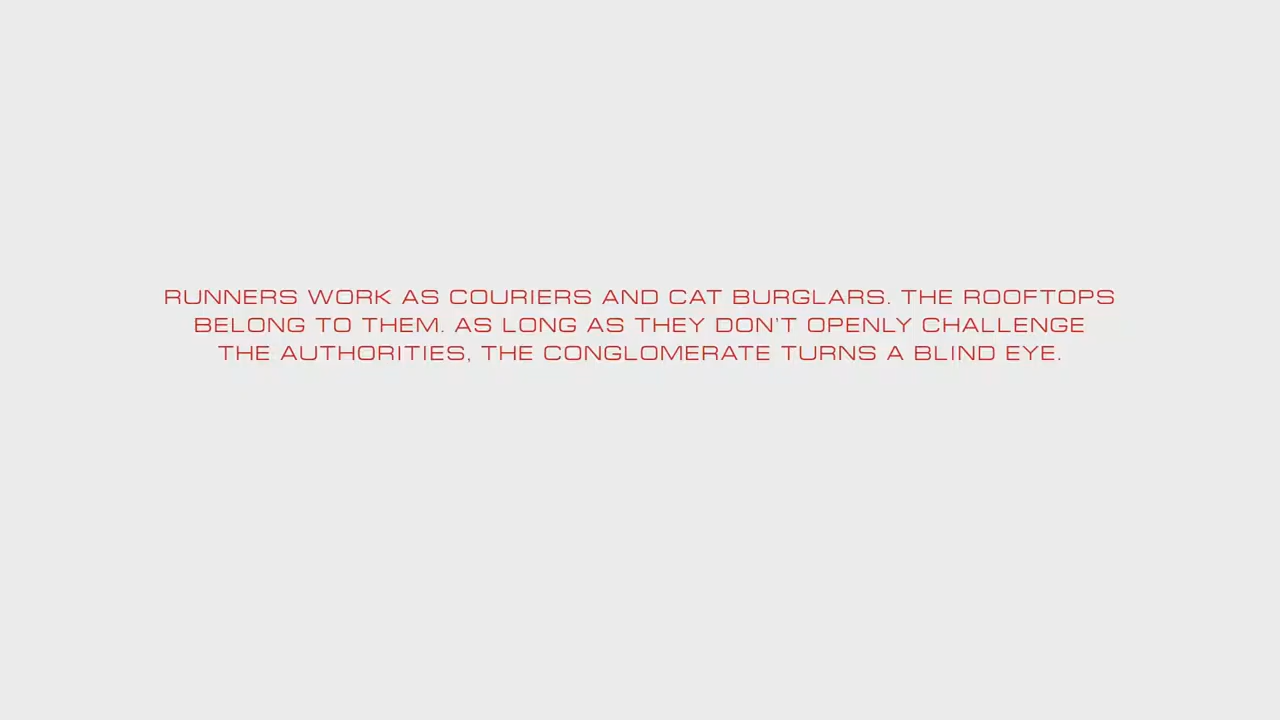 RUNNERS WORK AS COURIERS AND CAT BURGLARS. THE ROOFTOPS
BELONG TO THEM. AS LONG AS THEY DON'T OPENLY CHALLENGE
THE AUTHORITIES, THE CONGLOMERATE TURNS A BLIND EYE.